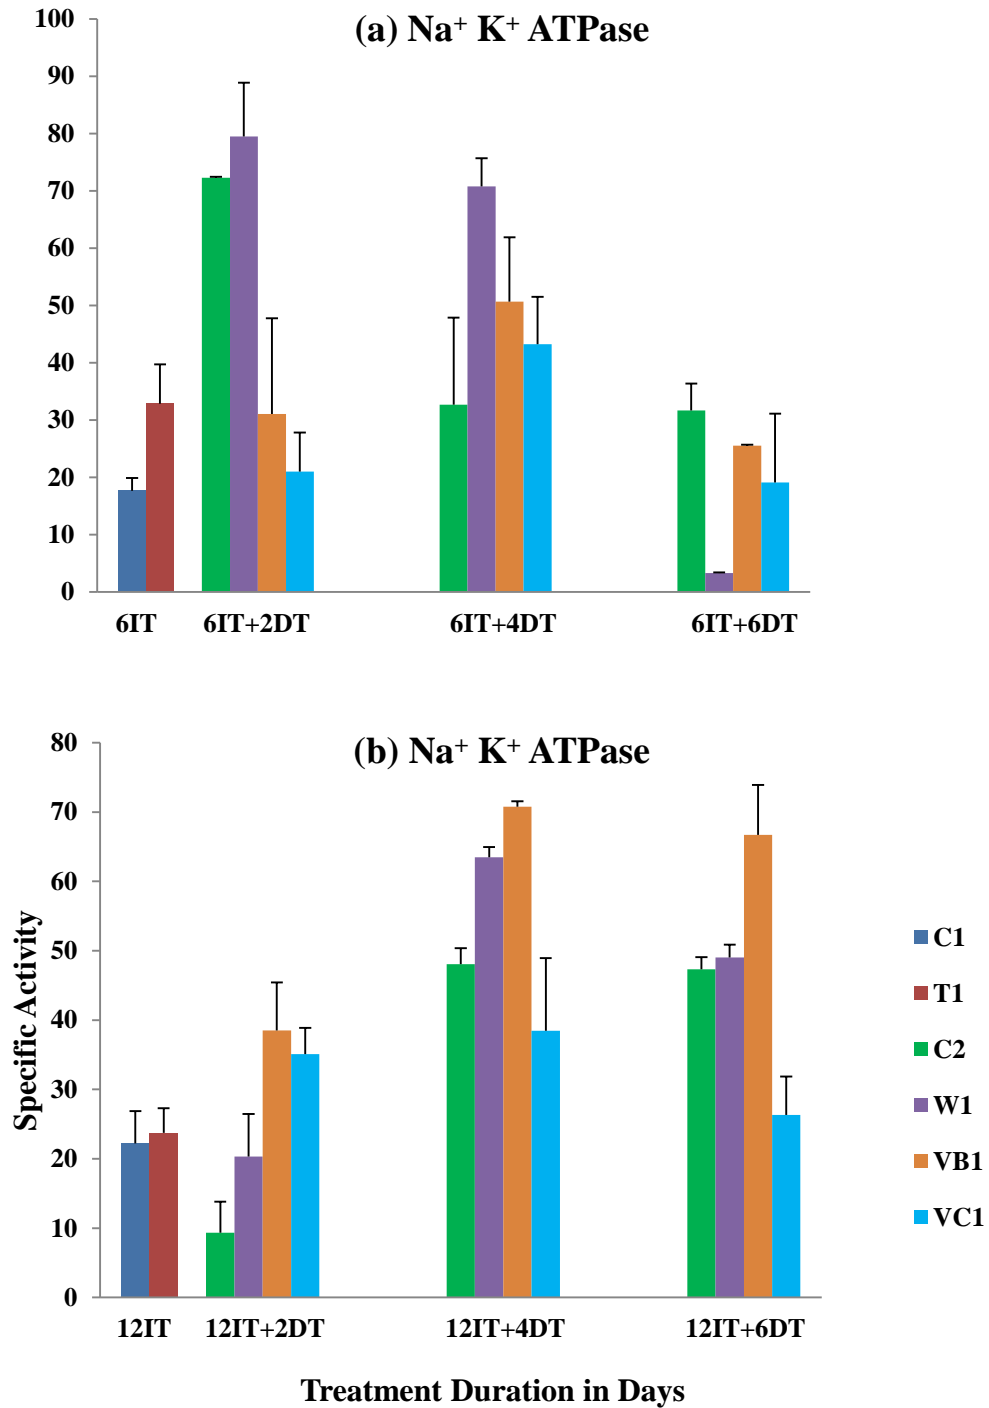 (a) Na⁺ K⁺ ATPase
100
90
80
70
60
50
40
30
20
10
0
6IT 6IT+2DT 6IT+4DT 6IT+6DT
(b) Na⁺ K⁺ ATPase
80
70
60
50
40
30
20
10
0
Specific Activity
12IT 12IT+2DT 12IT+4DT 12IT+6DT
Treatment Duration in Days
C1
T1
C2
W1
VB1
VC1